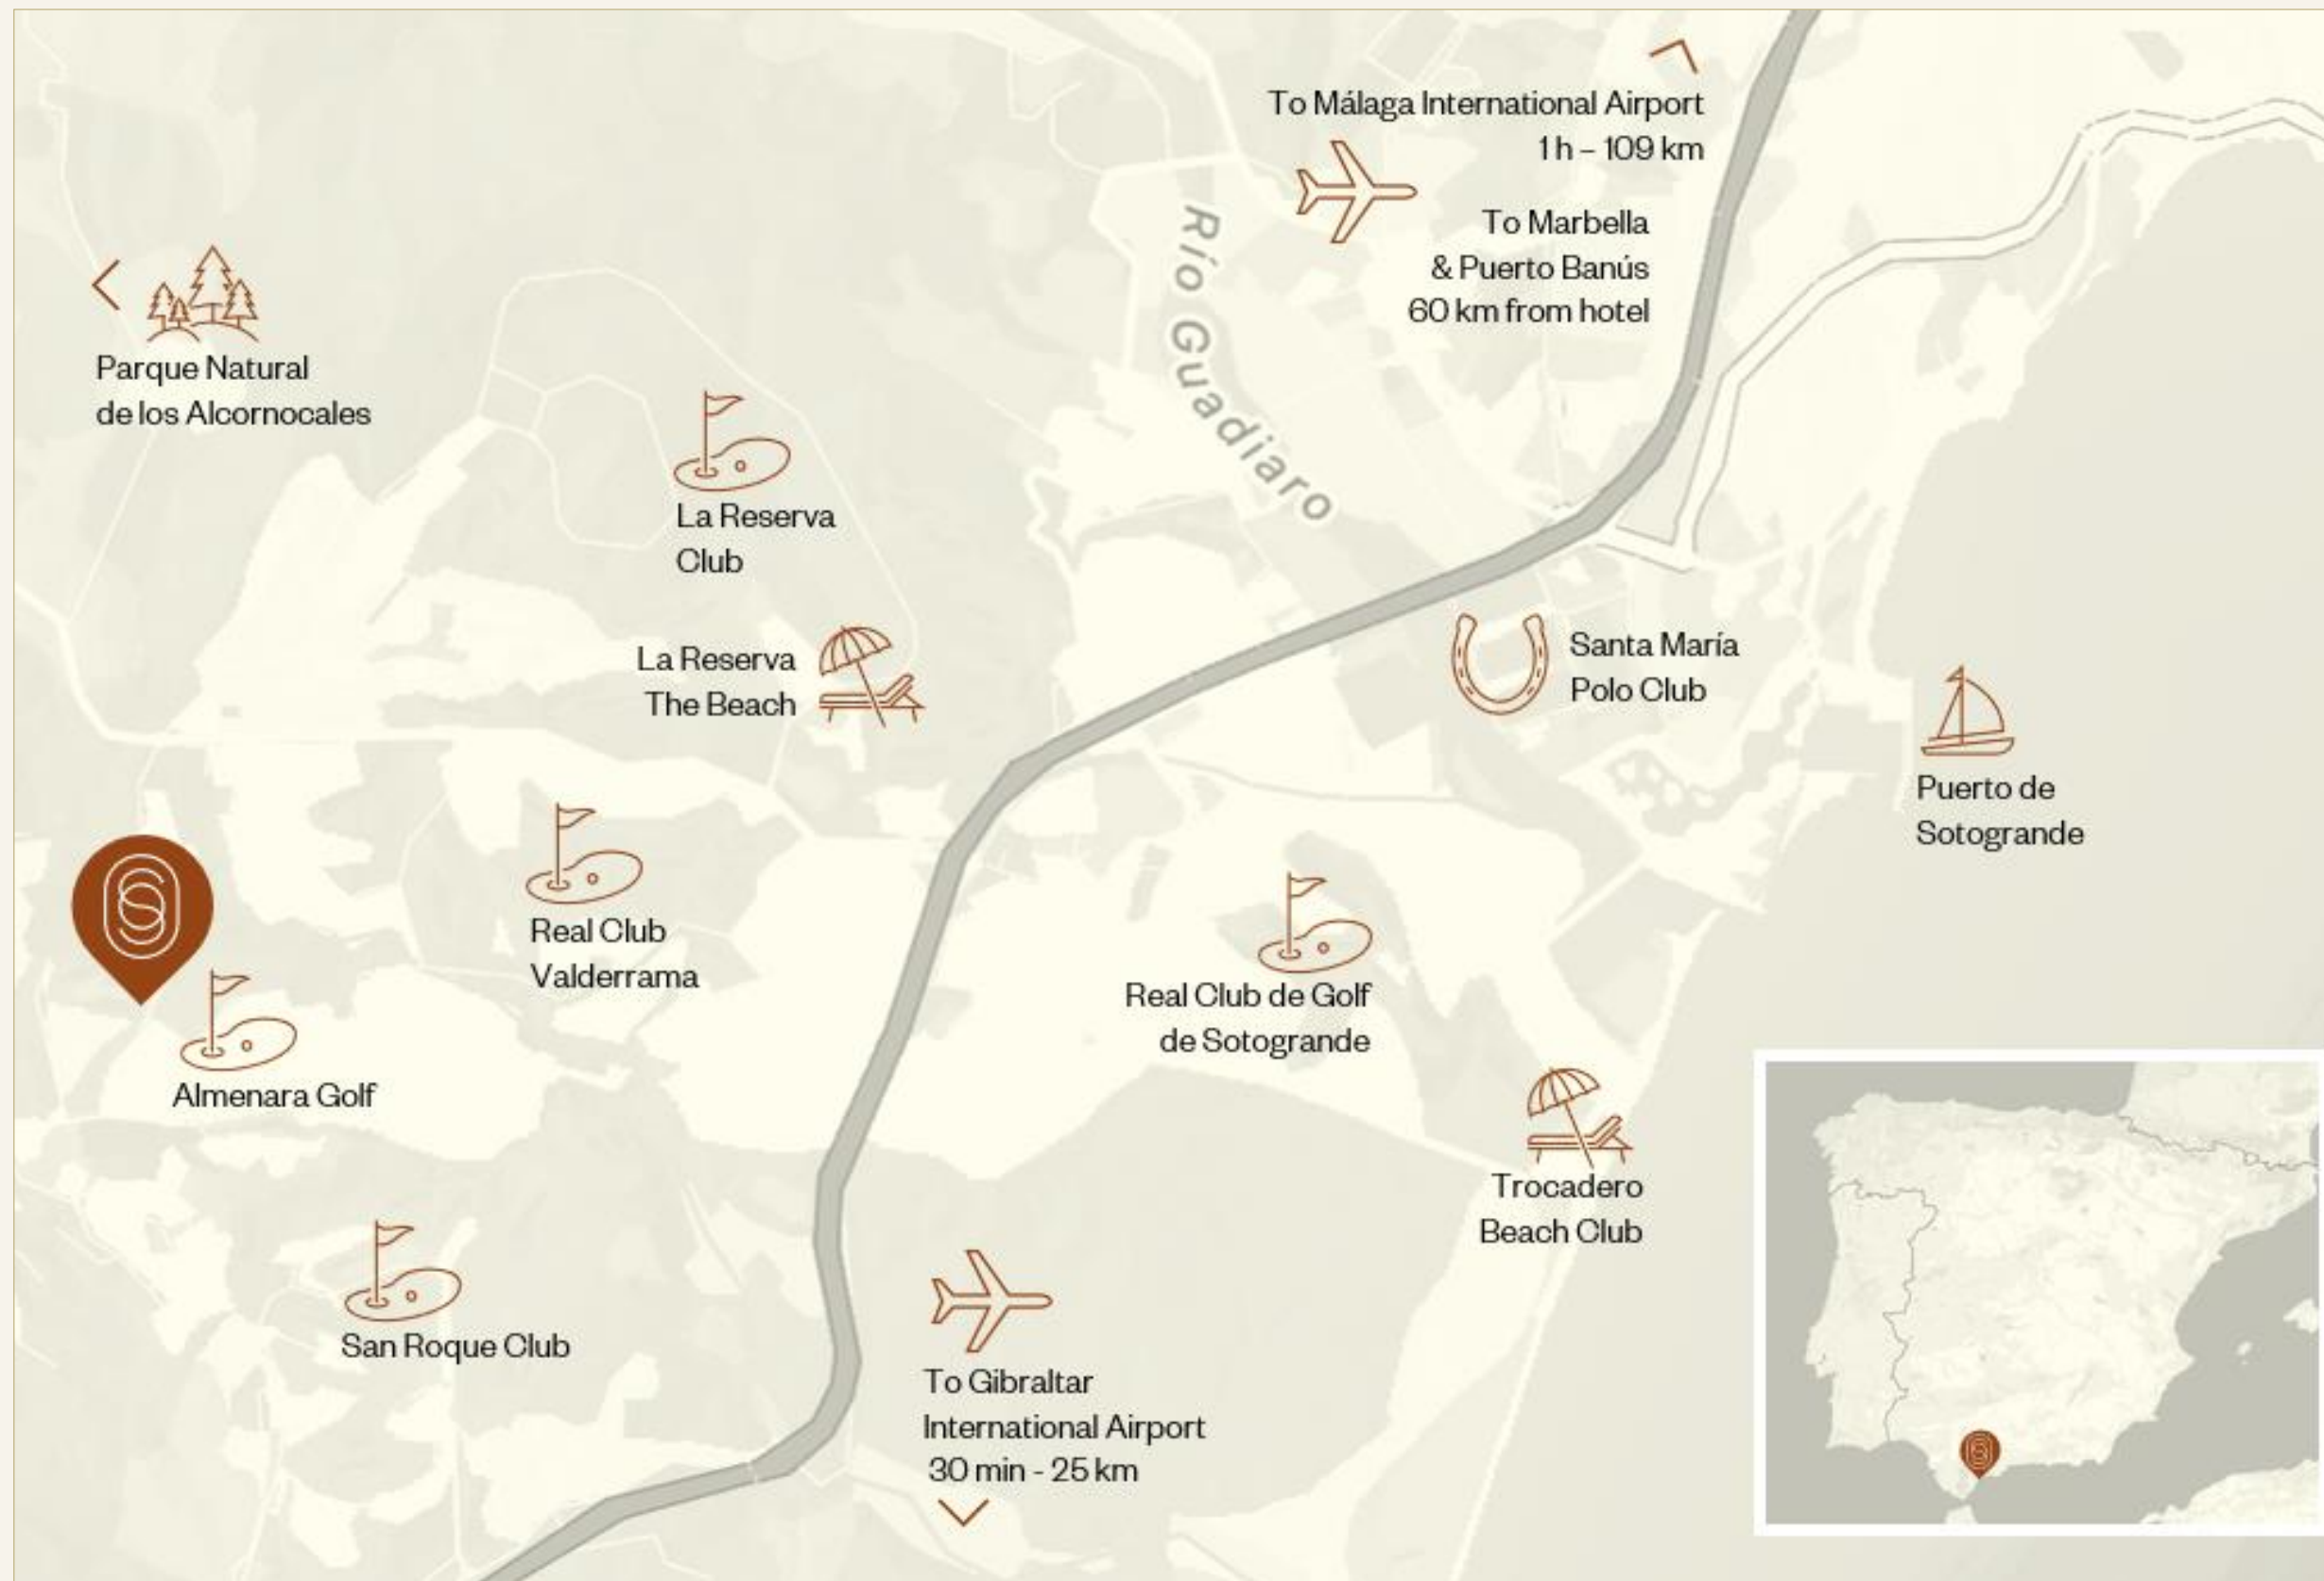 To Málaga International Airport
1 h – 109 km
To Marbella
& Puerto Banús
60 km from hotel
Río Guadiaro
Parque Natural
de los Alcornocales
La Reserva
Club
La Reserva
The Beach
Santa María
Polo Club
Puerto de
Sotogrande
Real Club
Valderrama
Real Club de Golf
de Sotogrande
Almenara Golf
Trocadero
Beach Club
San Roque Club
To Gibraltar
International Airport
30 min - 25 km